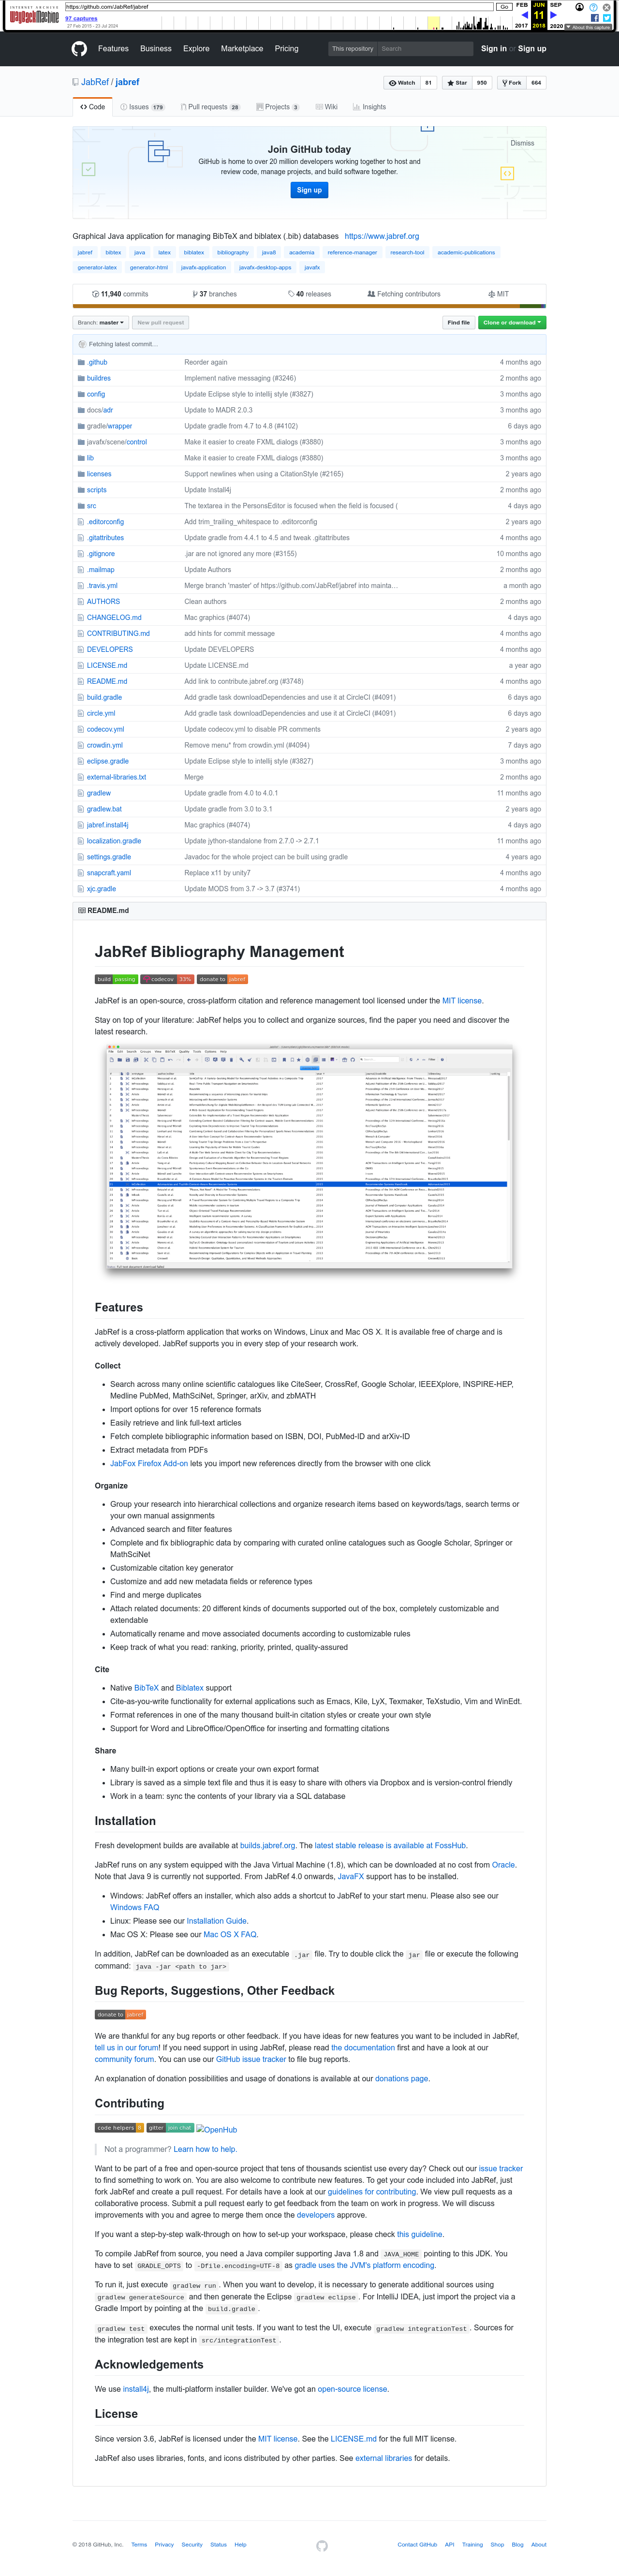 INTERNET ARCHIVE
WayBackMachine
https://github.com/JabRef/jabref
Go
97 captures
27 Feb 2015 - 23 Jul 2024
FEB JUN SEP
11
2017 2018 2020
About this capture
Features Business Explore Marketplace Pricing
This repository Search
Sign in or Sign up
JabRef / jabref
Watch 81 Star 950 Fork 664
Code Issues 179 Pull requests 28 Projects 3 Wiki Insights
Join GitHub today
Dismiss
GitHub is home to over 20 million developers working together to host and
review code, manage projects, and build software together.
Sign up
Graphical Java application for managing BibTeX and biblatex (.bib) databases https://www.jabref.org
jabref bibtex java latex biblatex bibliography java8 academia reference-manager research-tool academic-publications
generator-latex generator-html javafx-application javafx-desktop-apps javafx
11,940 commits 37 branches 40 releases Fetching contributors MIT
Branch: master New pull request Find file Clone or download
Fetching latest commit…
.github Reorder again 4 months ago
buildres Implement native messaging (#3246) 2 months ago
config Update Eclipse style to intellij style (#3827) 3 months ago
docs/adr Update to MADR 2.0.3 3 months ago
gradle/wrapper Update gradle from 4.7 to 4.8 (#4102) 6 days ago
javafx/scene/control Make it easier to create FXML dialogs (#3880) 3 months ago
lib Make it easier to create FXML dialogs (#3880) 3 months ago
licenses Support newlines when using a CitationStyle (#2165) 2 years ago
scripts Update Install4j 2 months ago
src The textarea in the PersonsEditor is focused when the field is focused ( 4 days ago
.editorconfig Add trim_trailing_whitespace to .editorconfig 2 years ago
.gitattributes Update gradle from 4.4.1 to 4.5 and tweak .gitattributes 4 months ago
.gitignore .jar are not ignored any more (#3155) 10 months ago
.mailmap Update Authors 2 months ago
.travis.yml Merge branch 'master' of https://github.com/JabRef/jabref into mainta… a month ago
AUTHORS Clean authors 2 months ago
CHANGELOG.md Mac graphics (#4074) 4 days ago
CONTRIBUTING.md add hints for commit message 4 months ago
DEVELOPERS Update DEVELOPERS 4 months ago
LICENSE.md Update LICENSE.md a year ago
README.md Add link to contribute.jabref.org (#3748) 4 months ago
build.gradle Add gradle task downloadDependencies and use it at CircleCI (#4091) 6 days ago
circle.yml Add gradle task downloadDependencies and use it at CircleCI (#4091) 6 days ago
codecov.yml Update codecov.yml to disable PR comments 2 years ago
crowdin.yml Remove menu* from crowdin.yml (#4094) 7 days ago
eclipse.gradle Update Eclipse style to intellij style (#3827) 3 months ago
external-libraries.txt Merge 2 months ago
gradlew Update gradle from 4.0 to 4.0.1 11 months ago
gradlew.bat Update gradle from 3.0 to 3.1 2 years ago
jabref.install4j Mac graphics (#4074) 4 days ago
localization.gradle Update jython-standalone from 2.7.0 -> 2.7.1 11 months ago
settings.gradle Javadoc for the whole project can be built using gradle 4 years ago
snapcraft.yaml Replace x11 by unity7 4 months ago
xjc.gradle Update MODS from 3.7 -> 3.7 (#3741) 4 months ago
README.md
JabRef Bibliography Management
build passing codecov 33% donate to jabref
JabRef is an open-source, cross-platform citation and reference management tool licensed under the MIT license.
Stay on top of your literature: JabRef helps you to collect and organize sources, find the paper you need and discover the
latest research.
Features
JabRef is a cross-platform application that works on Windows, Linux and Mac OS X. It is available free of charge and is
actively developed. JabRef supports you in every step of your research work.
Collect
• Search across many online scientific catalogues like CiteSeer, CrossRef, Google Scholar, IEEEXplore, INSPIRE-HEP,
Medline PubMed, MathSciNet, Springer, arXiv, and zbMATH
• Import options for over 15 reference formats
• Easily retrieve and link full-text articles
• Fetch complete bibliographic information based on ISBN, DOI, PubMed-ID and arXiv-ID
• Extract metadata from PDFs
• JabFox Firefox Add-on lets you import new references directly from the browser with one click
Organize
• Group your research into hierarchical collections and organize research items based on keywords/tags, search terms or
your own manual assignments
• Advanced search and filter features
• Complete and fix bibliographic data by comparing with curated online catalogues such as Google Scholar, Springer or
MathSciNet
• Customizable citation key generator
• Customize and add new metadata fields or reference types
• Find and merge duplicates
• Attach related documents: 20 different kinds of documents supported out of the box, completely customizable and
extendable
• Automatically rename and move associated documents according to customizable rules
• Keep track of what you read: ranking, priority, printed, quality-assured
Cite
• Native BibTeX and Biblatex support
• Cite-as-you-write functionality for external applications such as Emacs, Kile, LyX, Texmaker, TeXstudio, Vim and WinEdt.
• Format references in one of the many thousand built-in citation styles or create your own style
• Support for Word and LibreOffice/OpenOffice for inserting and formatting citations
Share
• Many built-in export options or create your own export format
• Library is saved as a simple text file and thus it is easy to share with others via Dropbox and is version-control friendly
• Work in a team: sync the contents of your library via a SQL database
Installation
Fresh development builds are available at builds.jabref.org. The latest stable release is available at FossHub.
JabRef runs on any system equipped with the Java Virtual Machine (1.8), which can be downloaded at no cost from Oracle.
Note that Java 9 is currently not supported. From JabRef 4.0 onwards, JavaFX support has to be installed.
• Windows: JabRef offers an installer, which also adds a shortcut to JabRef to your start menu. Please also see our
Windows FAQ
• Linux: Please see our Installation Guide.
• Mac OS X: Please see our Mac OS X FAQ.
In addition, JabRef can be downloaded as an executable .jar file. Try to double click the jar file or execute the following
command: java -jar <path to jar>
Bug Reports, Suggestions, Other Feedback
donate to jabref
We are thankful for any bug reports or other feedback. If you have ideas for new features you want to be included in JabRef,
tell us in our forum! If you need support in using JabRef, please read the documentation first and have a look at our
community forum. You can use our GitHub issue tracker to file bug reports.
An explanation of donation possibilities and usage of donations is available at our donations page.
Contributing
code helpers gitter join chat OpenHub
Not a programmer? Learn how to help.
Want to be part of a free and open-source project that tens of thousands scientist use every day? Check out our issue tracker
to find something to work on. You are also welcome to contribute new features. To get your code included into JabRef, just
fork JabRef and create a pull request. For details have a look at our guidelines for contributing. We view pull requests as a
collaborative process. Submit a pull request early to get feedback from the team on work in progress. We will discuss
improvements with you and agree to merge them once the developers approve.
If you want a step-by-step walk-through on how to set-up your workspace, please check this guideline.
To compile JabRef from source, you need a Java compiler supporting Java 1.8 and JAVA_HOME pointing to this JDK. You
have to set GRADLE_OPTS to -Dfile.encoding=UTF-8 as gradle uses the JVM's platform encoding.
To run it, just execute gradlew run. When you want to develop, it is necessary to generate additional sources using
gradlew generateSource and then generate the Eclipse gradlew eclipse. For IntelliJ IDEA, just import the project via a
Gradle Import by pointing at the build.gradle.
gradlew test executes the normal unit tests. If you want to test the UI, execute gradlew integrationTest. Sources for
the integration test are kept in src/integrationTest.
Acknowledgements
We use install4j, the multi-platform installer builder. We've got an open-source license.
License
Since version 3.6, JabRef is licensed under the MIT license. See the LICENSE.md for the full MIT license.
JabRef also uses libraries, fonts, and icons distributed by other parties. See external libraries for details.
© 2018 GitHub, Inc. Terms Privacy Security Status Help
Contact GitHub API Training Shop Blog About